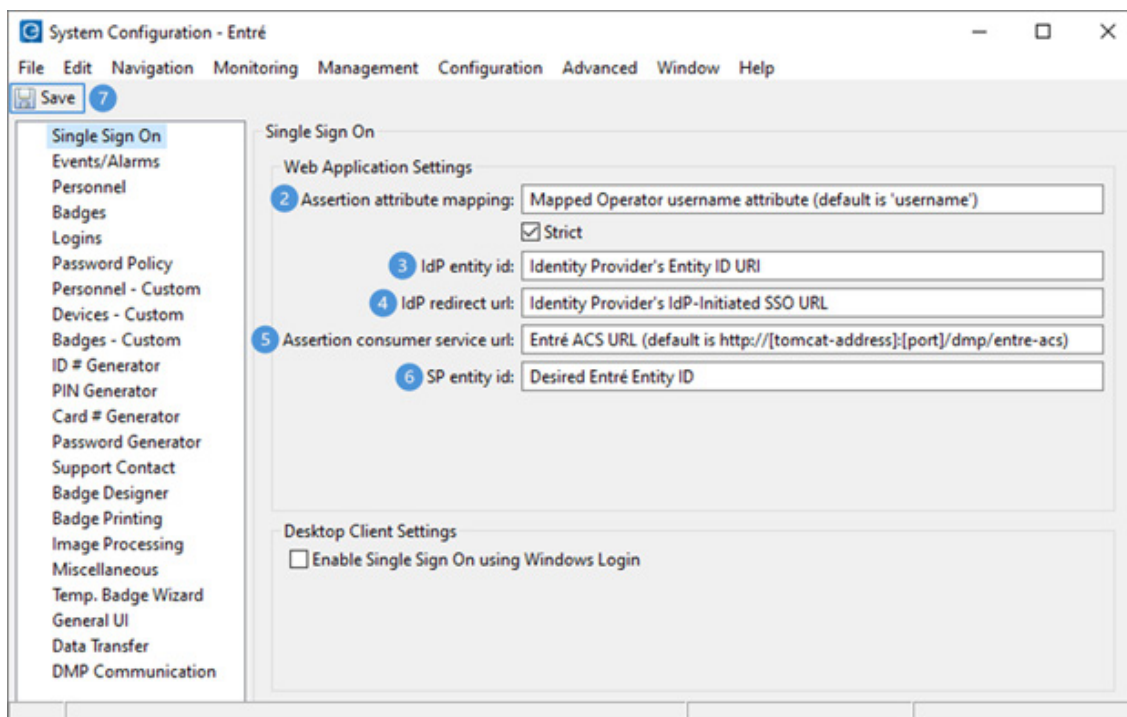 System Configuration - Entré
File Edit Navigation Monitoring Management Configuration Advanced Window Help
Save 7
Single Sign On
Events/Alarms
Personnel
Badges
Logins
Password Policy
Personnel - Custom
Devices - Custom
Badges - Custom
ID # Generator
PIN Generator
Card # Generator
Password Generator
Support Contact
Badge Designer
Badge Printing
Image Processing
Miscellaneous
Temp. Badge Wizard
General UI
Data Transfer
DMP Communication
Single Sign On
Web Application Settings
2 Assertion attribute mapping: Mapped Operator username attribute (default is 'username')
Strict
3 IdP entity id: Identity Provider's Entity ID URI
4 IdP redirect url: Identity Provider's IdP-Initiated SSO URL
5 Assertion consumer service url: Entré ACS URL (default is http://[tomcat-address]:[port]/dmp/entre-acs)
6 SP entity id: Desired Entré Entity ID
Desktop Client Settings
Enable Single Sign On using Windows Login